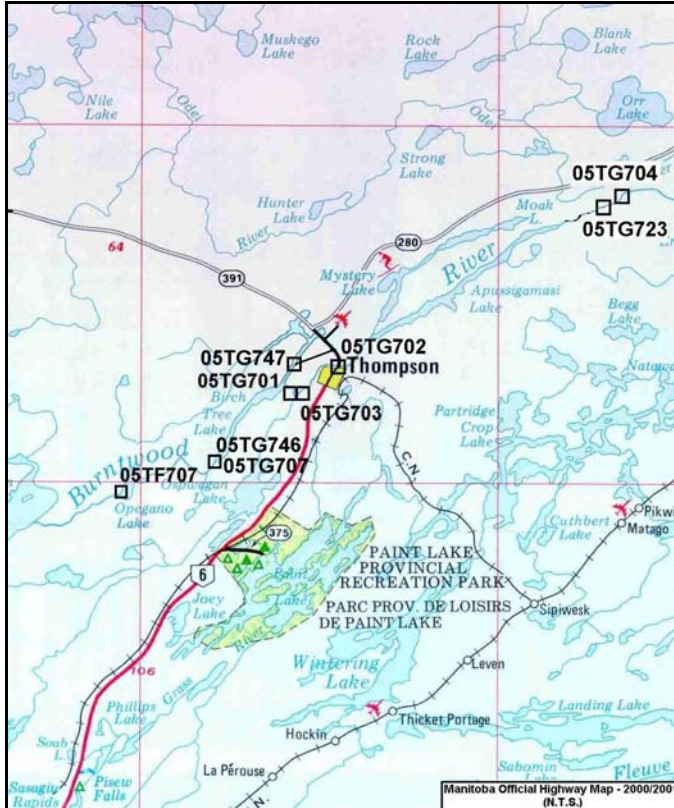 Muskego
Lake
Rock
Lake
Blank
Lake
Nile
Lake
Odei
Orr
Lake
Odei
Strong
Lake
05TG704
05TG723
Hunter
Lake
River
Moak
L.
64
280
River
391
Mystery
Lake
Apussigamasi
Lake
Begg
Lake
05TG747
05TG702
Thompson
05TG701
Birch
Tree
Lake
05TG703
Partridge
Crop
Lake
C.N.
05TG746
05TG707
Burntwood
05TF707
Ospwagan
Lake
Opegano
Lake
375
Cuthbert
Lake
Pikwi
Matago
PAINT LAKE
PROVINCIAL
RECREATION PARK
PARC PROV. DE LOISIRS
DE PAINT LAKE
6
Paint
Lake
Joey
Lake
River
Sipiwesk
106
Grass
Wintering
Lake
Leven
Phillips
Lake
Landing Lake
Thicket Portage
Hockin
Soab
L.
Sabomin
Lake
Fleuve
La Pérouse
Sasagiu
Rapids
Pisew
Falls
C.N.
Manitoba Official Highway Map - 2000/2001
(N.T.S.)